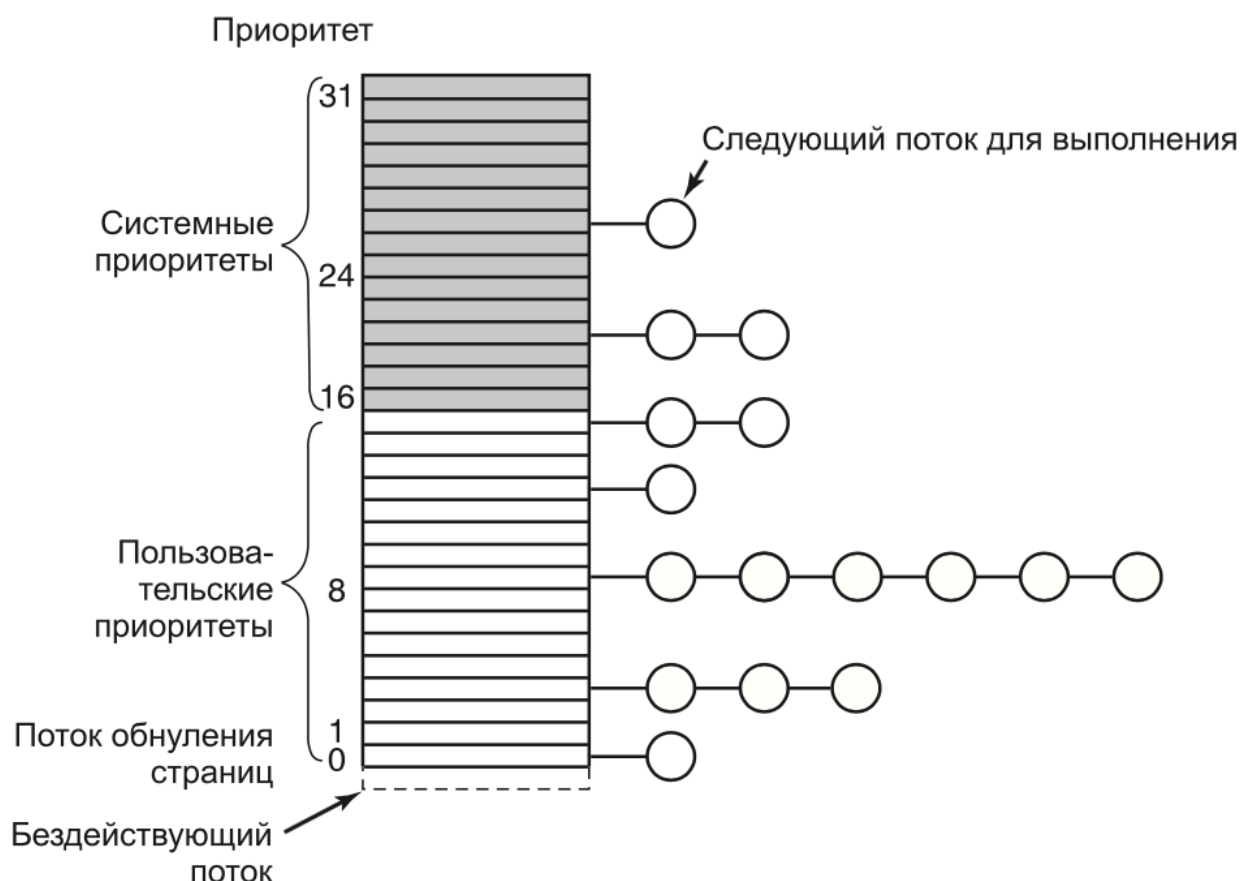 Приоритет
31
Следующий поток для выполнения
Системные
приоритеты
24
16
Пользова-
тельские
приоритеты
8
Поток обнуления
страниц
1
0
Бездействующий
поток